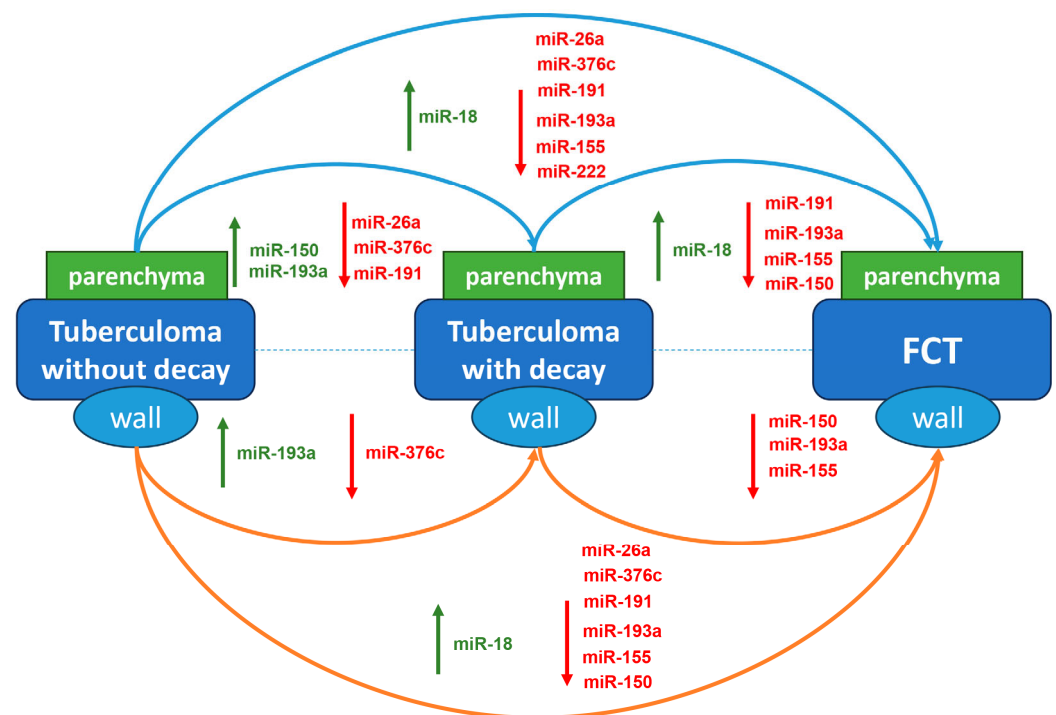 miR-26a
miR-376c
miR-191
miR-18
miR-193a
miR-155
miR-222
miR-150
miR-193a
miR-26a
miR-376c
miR-191
miR-18
miR-191
miR-193a
miR-155
miR-150
parenchyma
parenchyma
parenchyma
Tuberculoma
without decay
Tuberculoma
with decay
FCT
wall
wall
wall
miR-193a
miR-376c
miR-150
miR-193a
miR-155
miR-26a
miR-376c
miR-191
miR-18
miR-193a
miR-155
miR-150